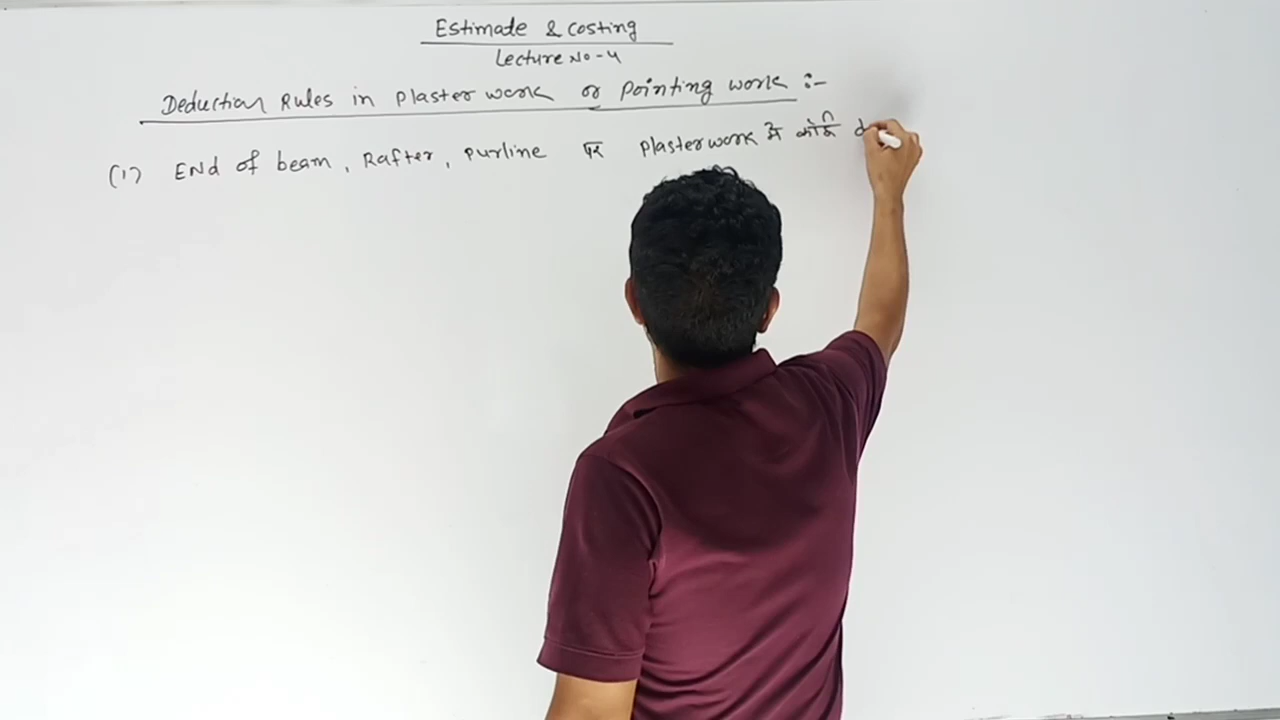 Estimate & Costing
Lecture No-4
Deduction Rules in Plaster work or Pointing work :-
(1) End of beam, Rafter, Purline पर Plaster work में कोई d